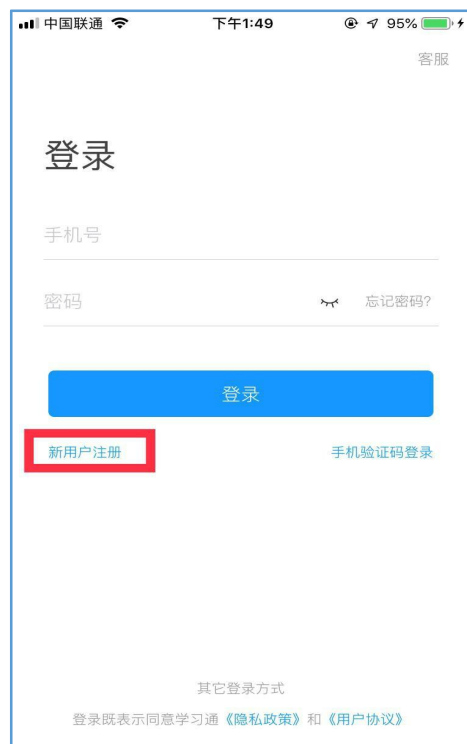 中国联通 下午1:49 95%
客服
登录
手机号
密码 忘记密码?
登录
新用户注册 手机验证码登录
其它登录方式
登录既表示同意学习通《隐私政策》和《用户协议》